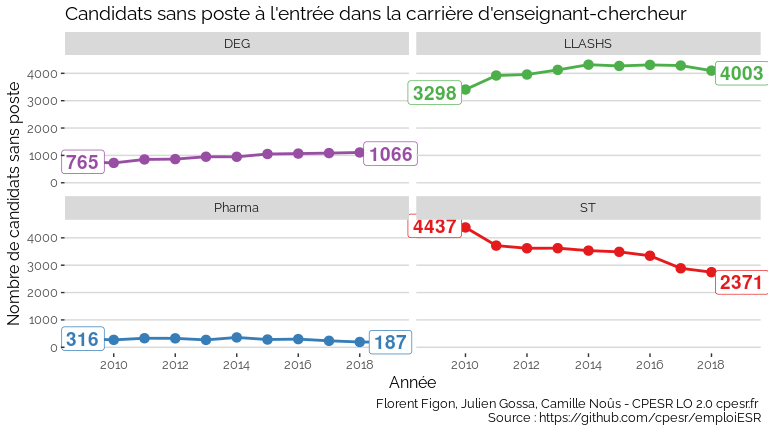 Candidats sans poste à l'entrée dans la carrière d'enseignant-chercheur
DEG
LLASHS
4000
3000
2000
1000
0
765
1066
3298
4003
Pharma
ST
4000
3000
2000
1000
0
316
187
4437
2371
2010 2012 2014 2016 2018
2010 2012 2014 2016 2018
Nombre de candidats sans poste
Année
Florent Figon, Julien Gossa, Camille Noûs - CPESR LO 2.0 cpesr.fr
Source : https://github.com/cpesr/emploiESR